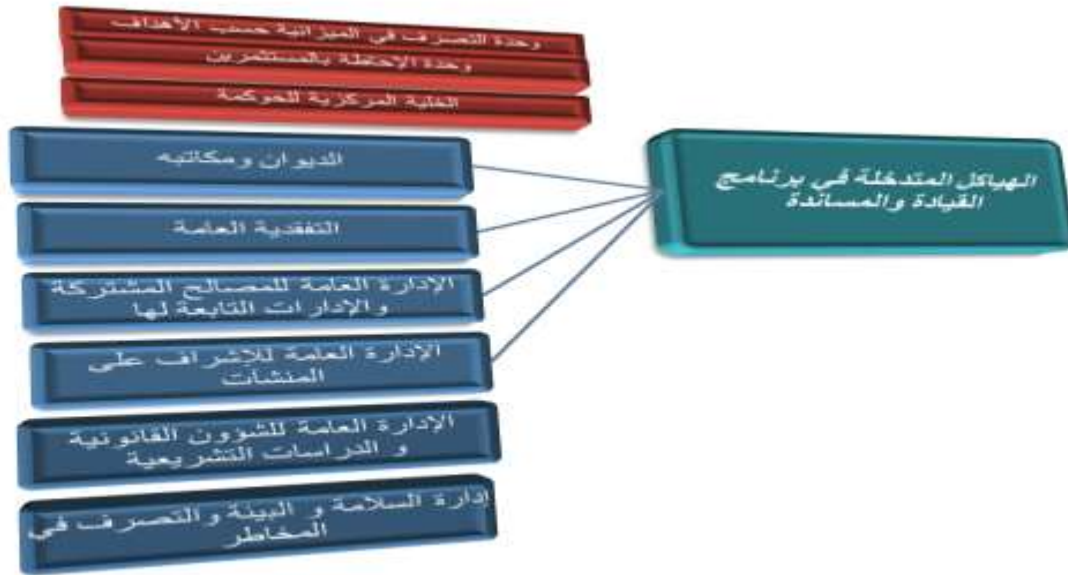 وحدة التصرف في الميزانية حسب الأهداف
وحدة الإحاطة بالمستثمرين
الخلية المركزية للحوكمة
الهياكل المتدخلة في برنامج
القيادة والمساندة
الديوان ومكاتبه
التفقدية العامة
الإدارة العامة للمصالح المشتركة
والإدارات التابعة لها
الإدارة العامة للإشراف على
المنشآت
الإدارة العامة للشؤون القانونية
و الدراسات التشريعية
إدارة السلامة و البيئة والتصرف في
المخاطر